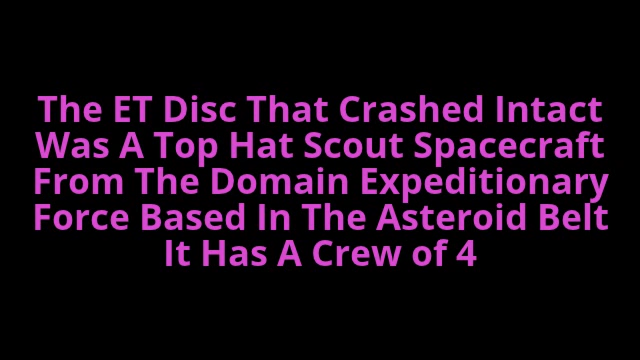 The ET Disc That Crashed Intact
Was A Top Hat Scout Spacecraft
From The Domain Expeditionary
Force Based In The Asteroid Belt
It Has A Crew of 4